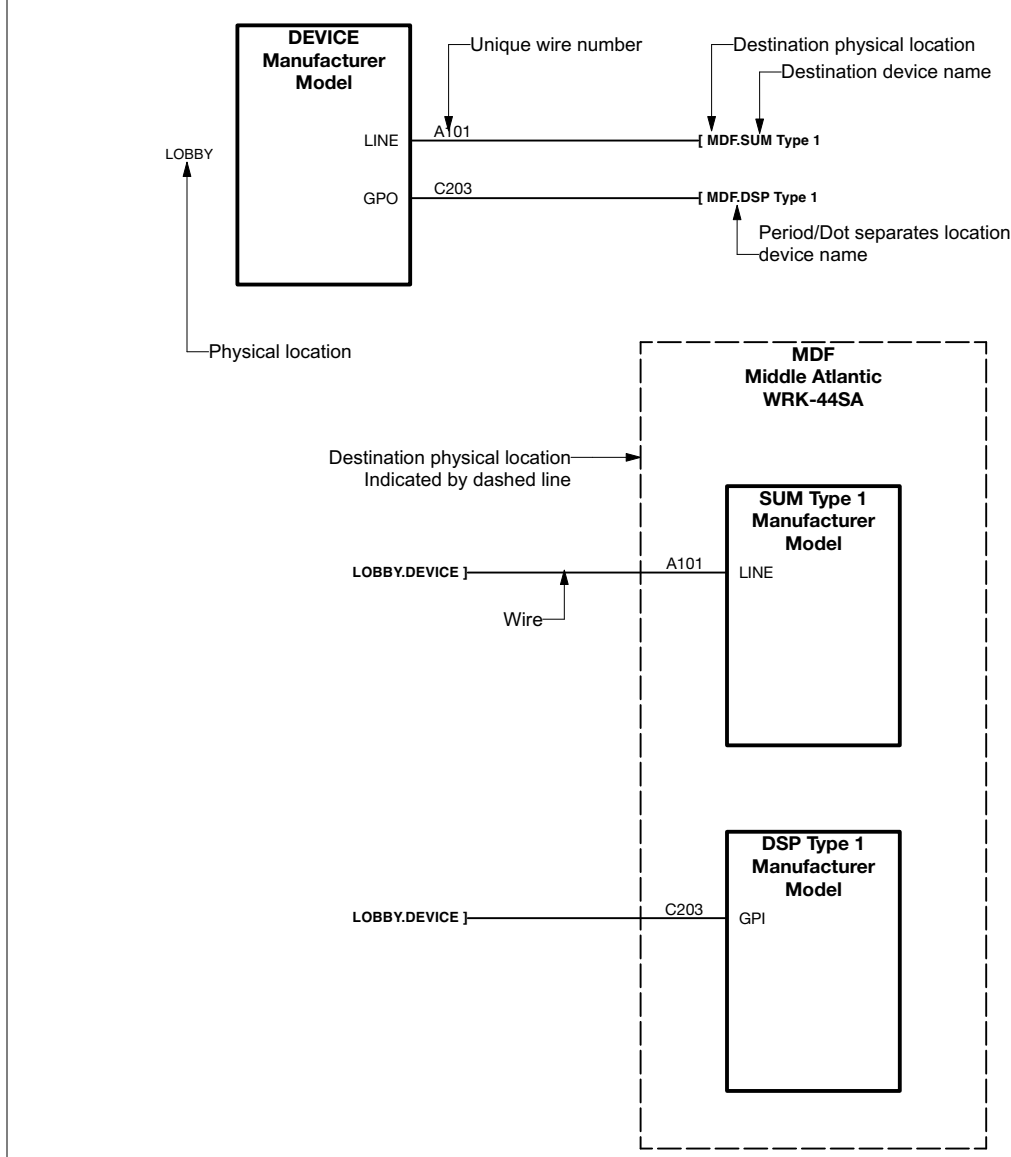 DEVICE
Manufacturer
Model
Unique wire number
Destination physical location
Destination device name
LINE
A101
[ MDF.SUM Type 1
LOBBY
GPO
C203
[ MDF.DSP Type 1
Period/Dot separates location
device name
Physical location
MDF
Middle Atlantic
WRK-44SA
Destination physical location
Indicated by dashed line
SUM Type 1
Manufacturer
Model
LOBBY.DEVICE ]
A101
LINE
Wire
DSP Type 1
Manufacturer
Model
LOBBY.DEVICE ]
C203
GPI